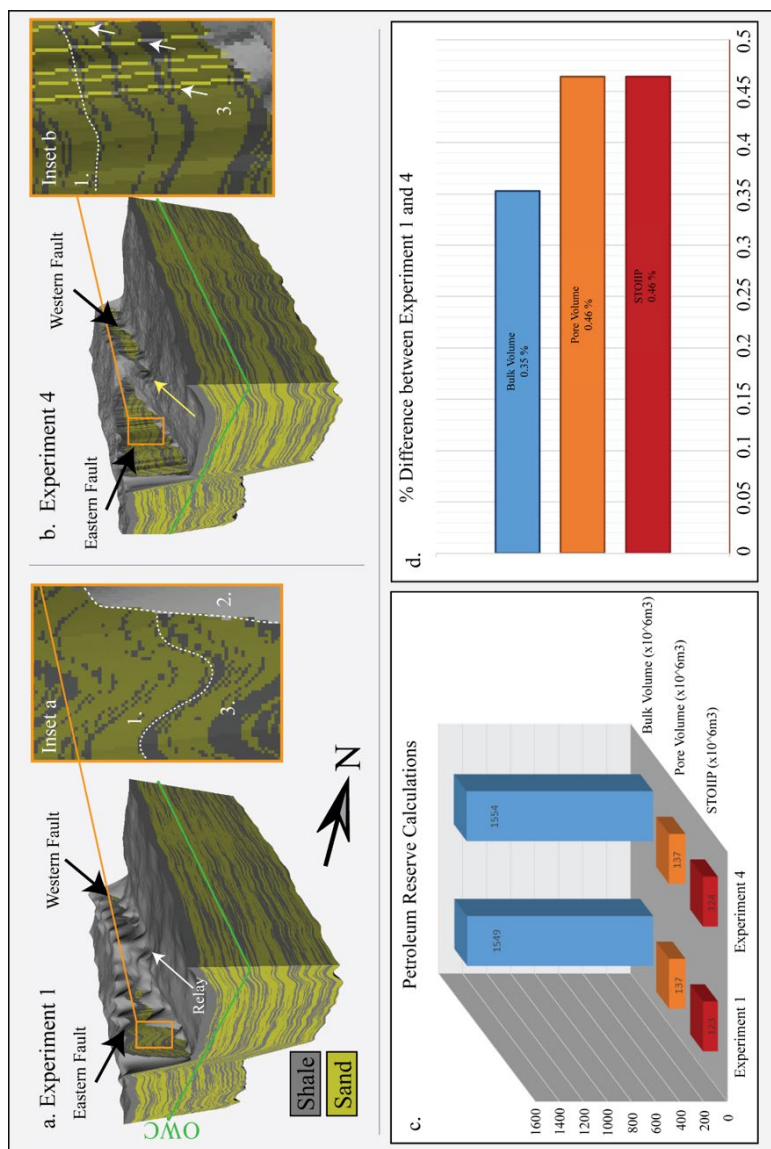 a. Experiment 1
Eastern Fault
Western Fault
Relay
OWC
Shale
Sand
N
Inset a
1.
2.
3.
b. Experiment 4
Eastern Fault
Western Fault
Inset b
1.
3.
c.
Petroleum Reserve Calculations
1600
1400
1200
1000
800
600
400
200
0
1549
137
123
1554
137
124
Experiment 1
Experiment 4
Bulk Volume (x10^6m3)
Pore Volume (x10^6m3)
STOIIP (x10^6m3)
d.
% Difference between Experiment 1 and 4
Bulk Volume
0.35 %
Pore Volume
0.46 %
STOIIP
0.46 %
0
0.05
0.1
0.15
0.2
0.25
0.3
0.35
0.4
0.45
0.5